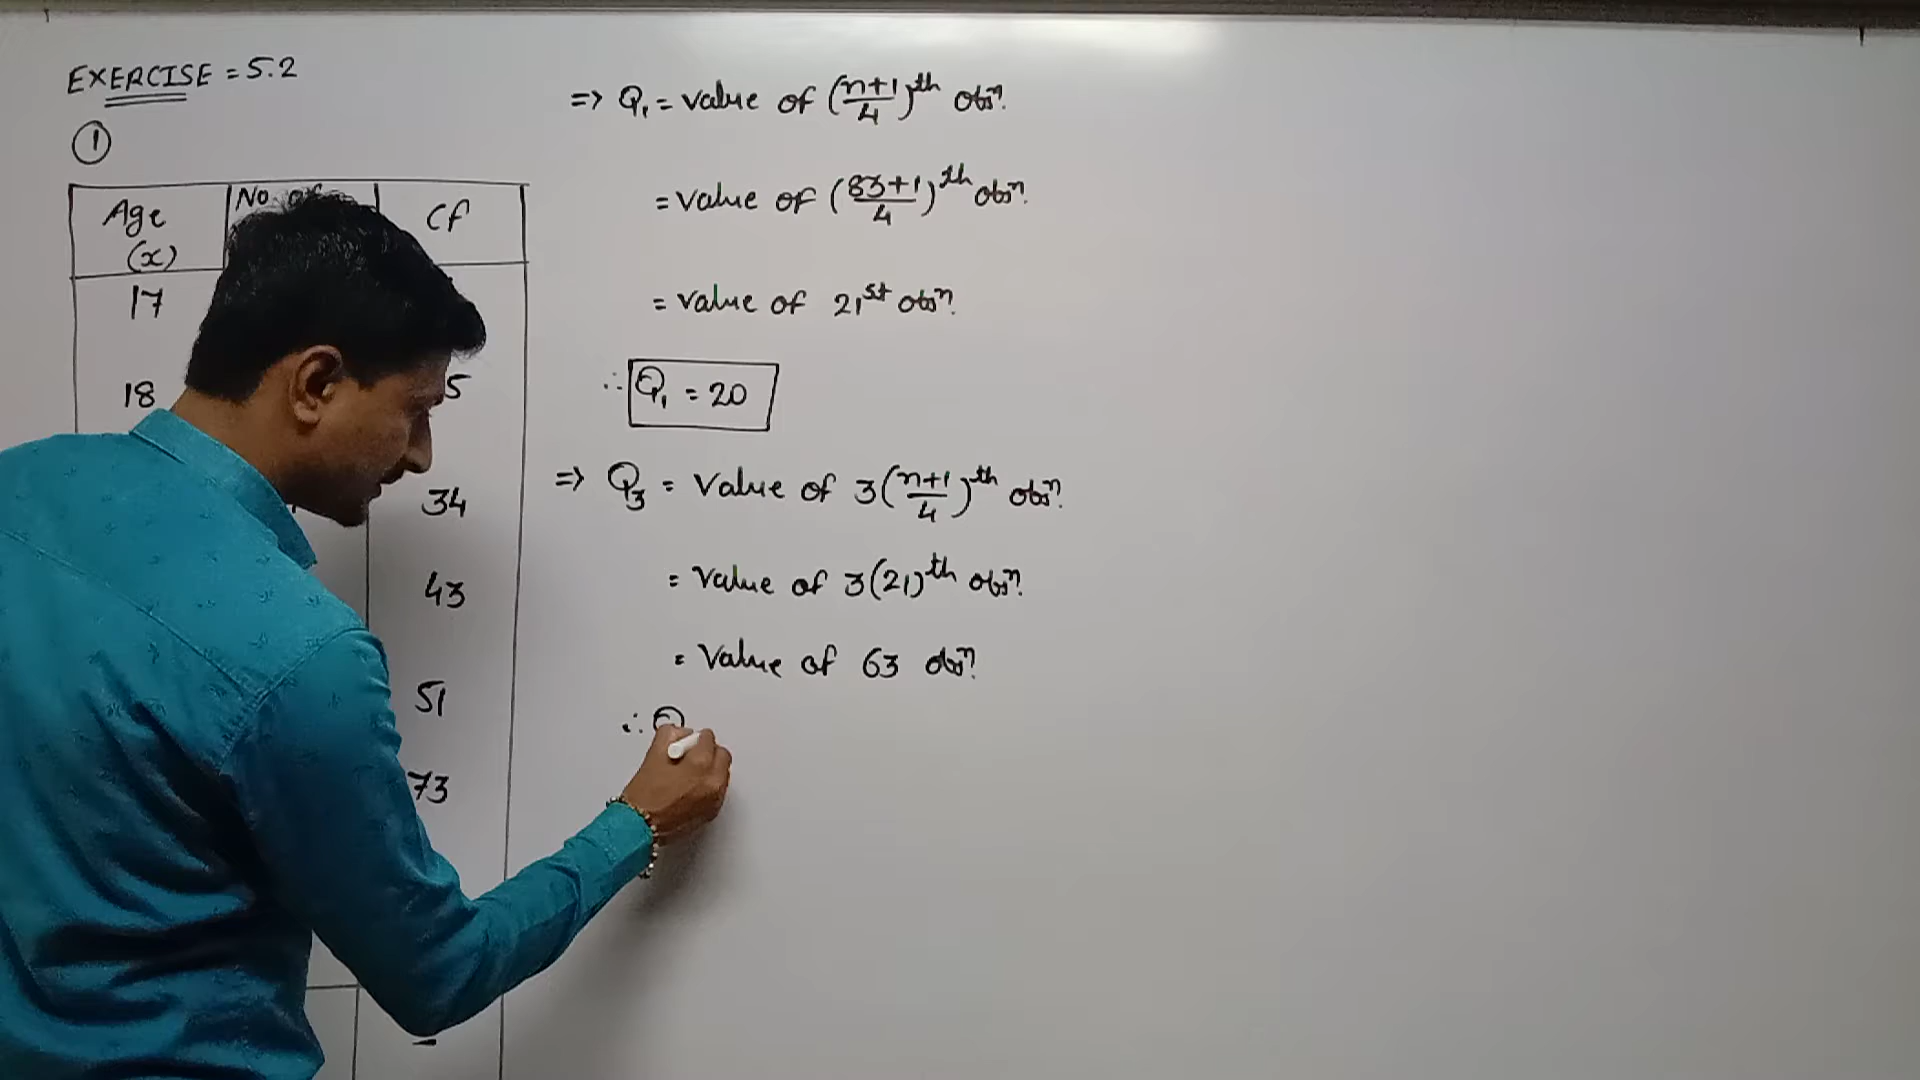 EXERCISE = 5.2
①
Age (x) No. of Cf
17
18 5
34
43
51
73
=> Q₁ = value of (n+1/4)ᵗʰ obsⁿ.
= value of (83+1/4)ᵗʰ obsⁿ.
= value of 21ˢᵗ obsⁿ.
∴ Q₁ = 20
=> Q₃ = Value of 3(n+1/4)ᵗʰ obsⁿ.
= Value of 3(21)ᵗʰ obsⁿ.
= Value of 63 obsⁿ.
∴ Q